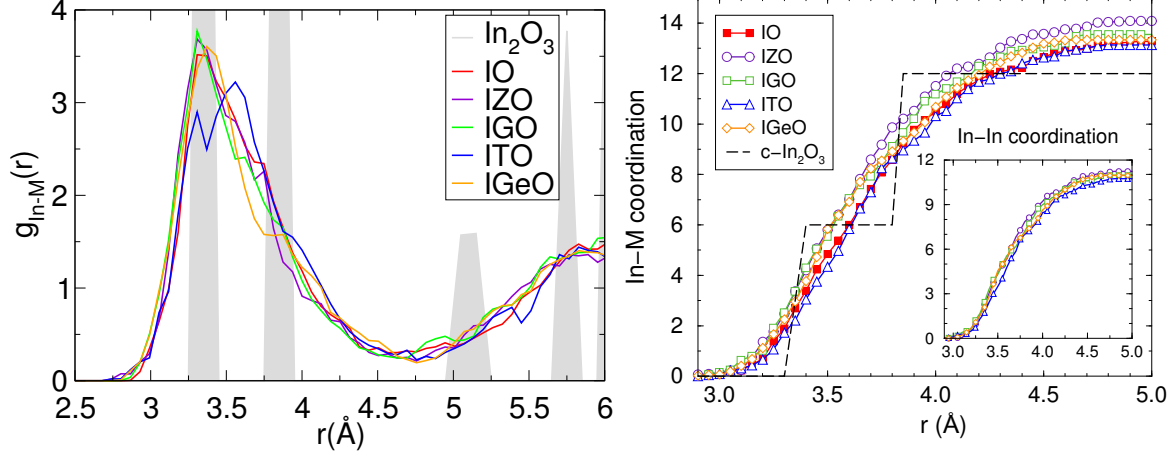 4
3
2
1
0
g_In-M(r)
In₂O₃
IO
IZO
IGO
ITO
IGeO
2.5 3 3.5 4 4.5 5 5.5 6
r(Å)
14
12
10
8
6
4
2
0
In−M coordination
IO
IZO
IGO
ITO
IGeO
c−In₂O₃
In−In coordination
12
9
6
3
0
3.0 3.5 4.0 4.5 5.0
3.0 3.5 4.0 4.5 5.0
r (Å)